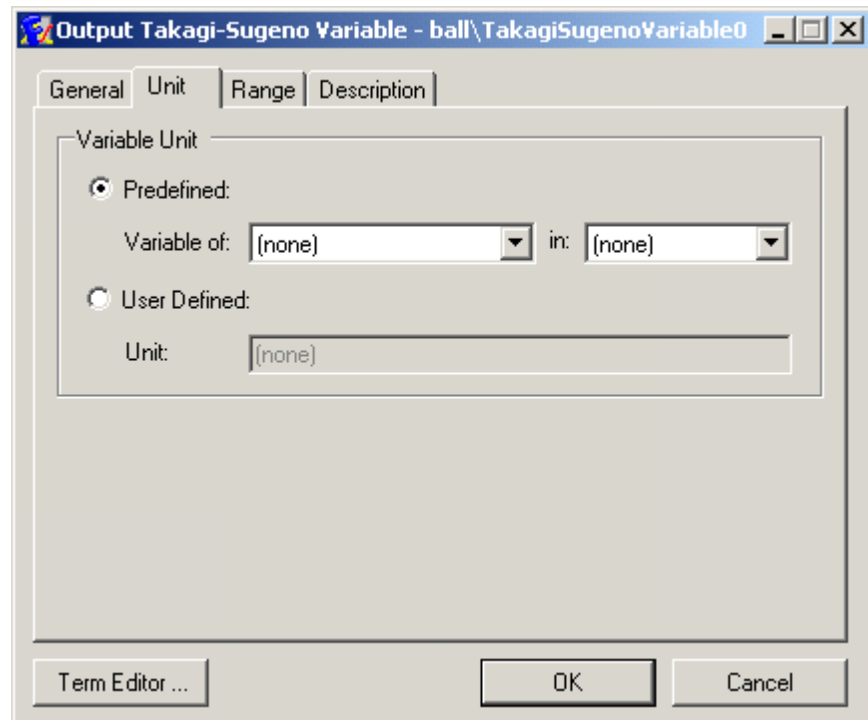 Output Takagi-Sugeno Variable - ball\TakagiSugenoVariable0
General Unit Range Description
Variable Unit
Predefined:
Variable of: (none) in: (none)
User Defined:
Unit: (none)
Term Editor ... OK Cancel